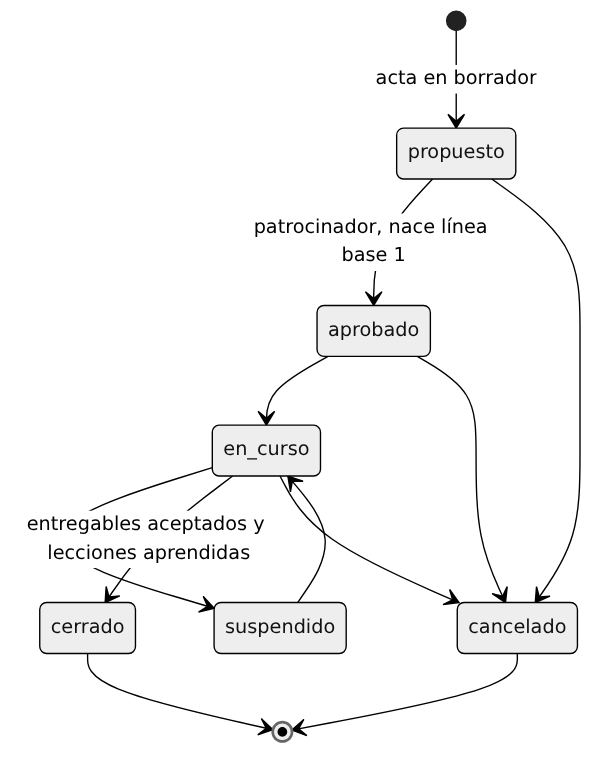 acta en borrador
propuesto
patrocinador, nace línea
base 1
aprobado
en_curso
entregables aceptados y
lecciones aprendidas
cerrado
suspendido
cancelado